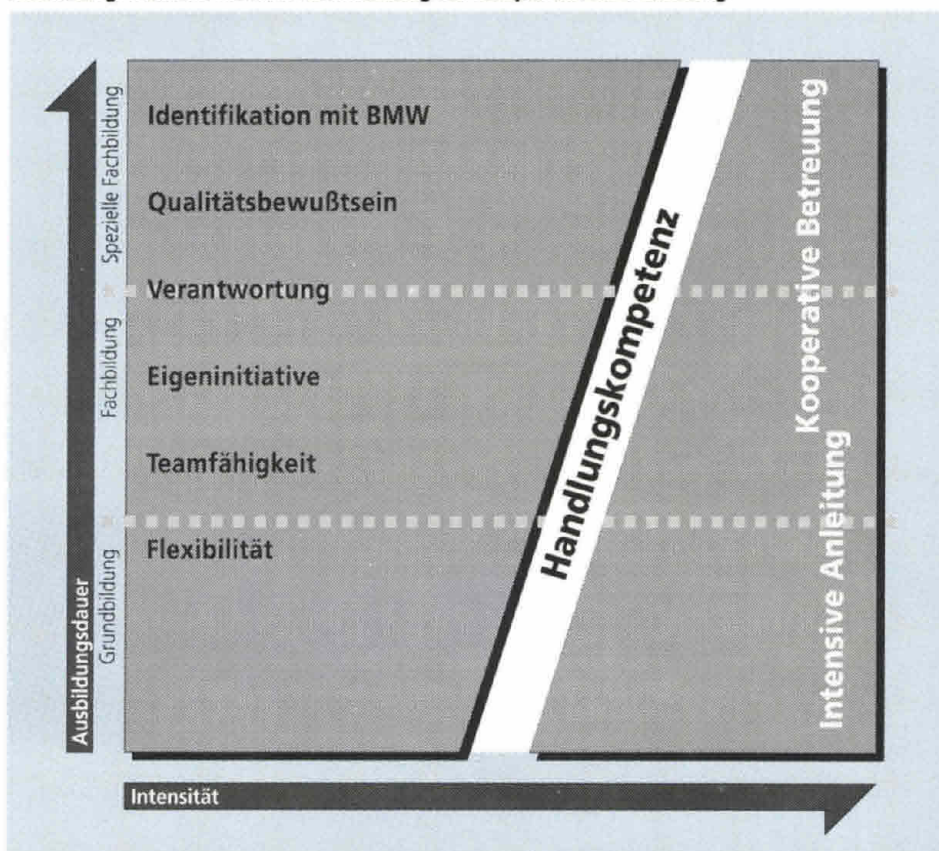 Identifikation mit BMW
Qualitätsbewußtsein
Verantwortung
Eigeninitiative
Teamfähigkeit
Flexibilität
Handlungskompetenz
Kooperative Betreuung
Intensive Anleitung
Spezielle Fachbildung
Fachbildung
Grundbildung
Ausbildungsdauer
Intensität